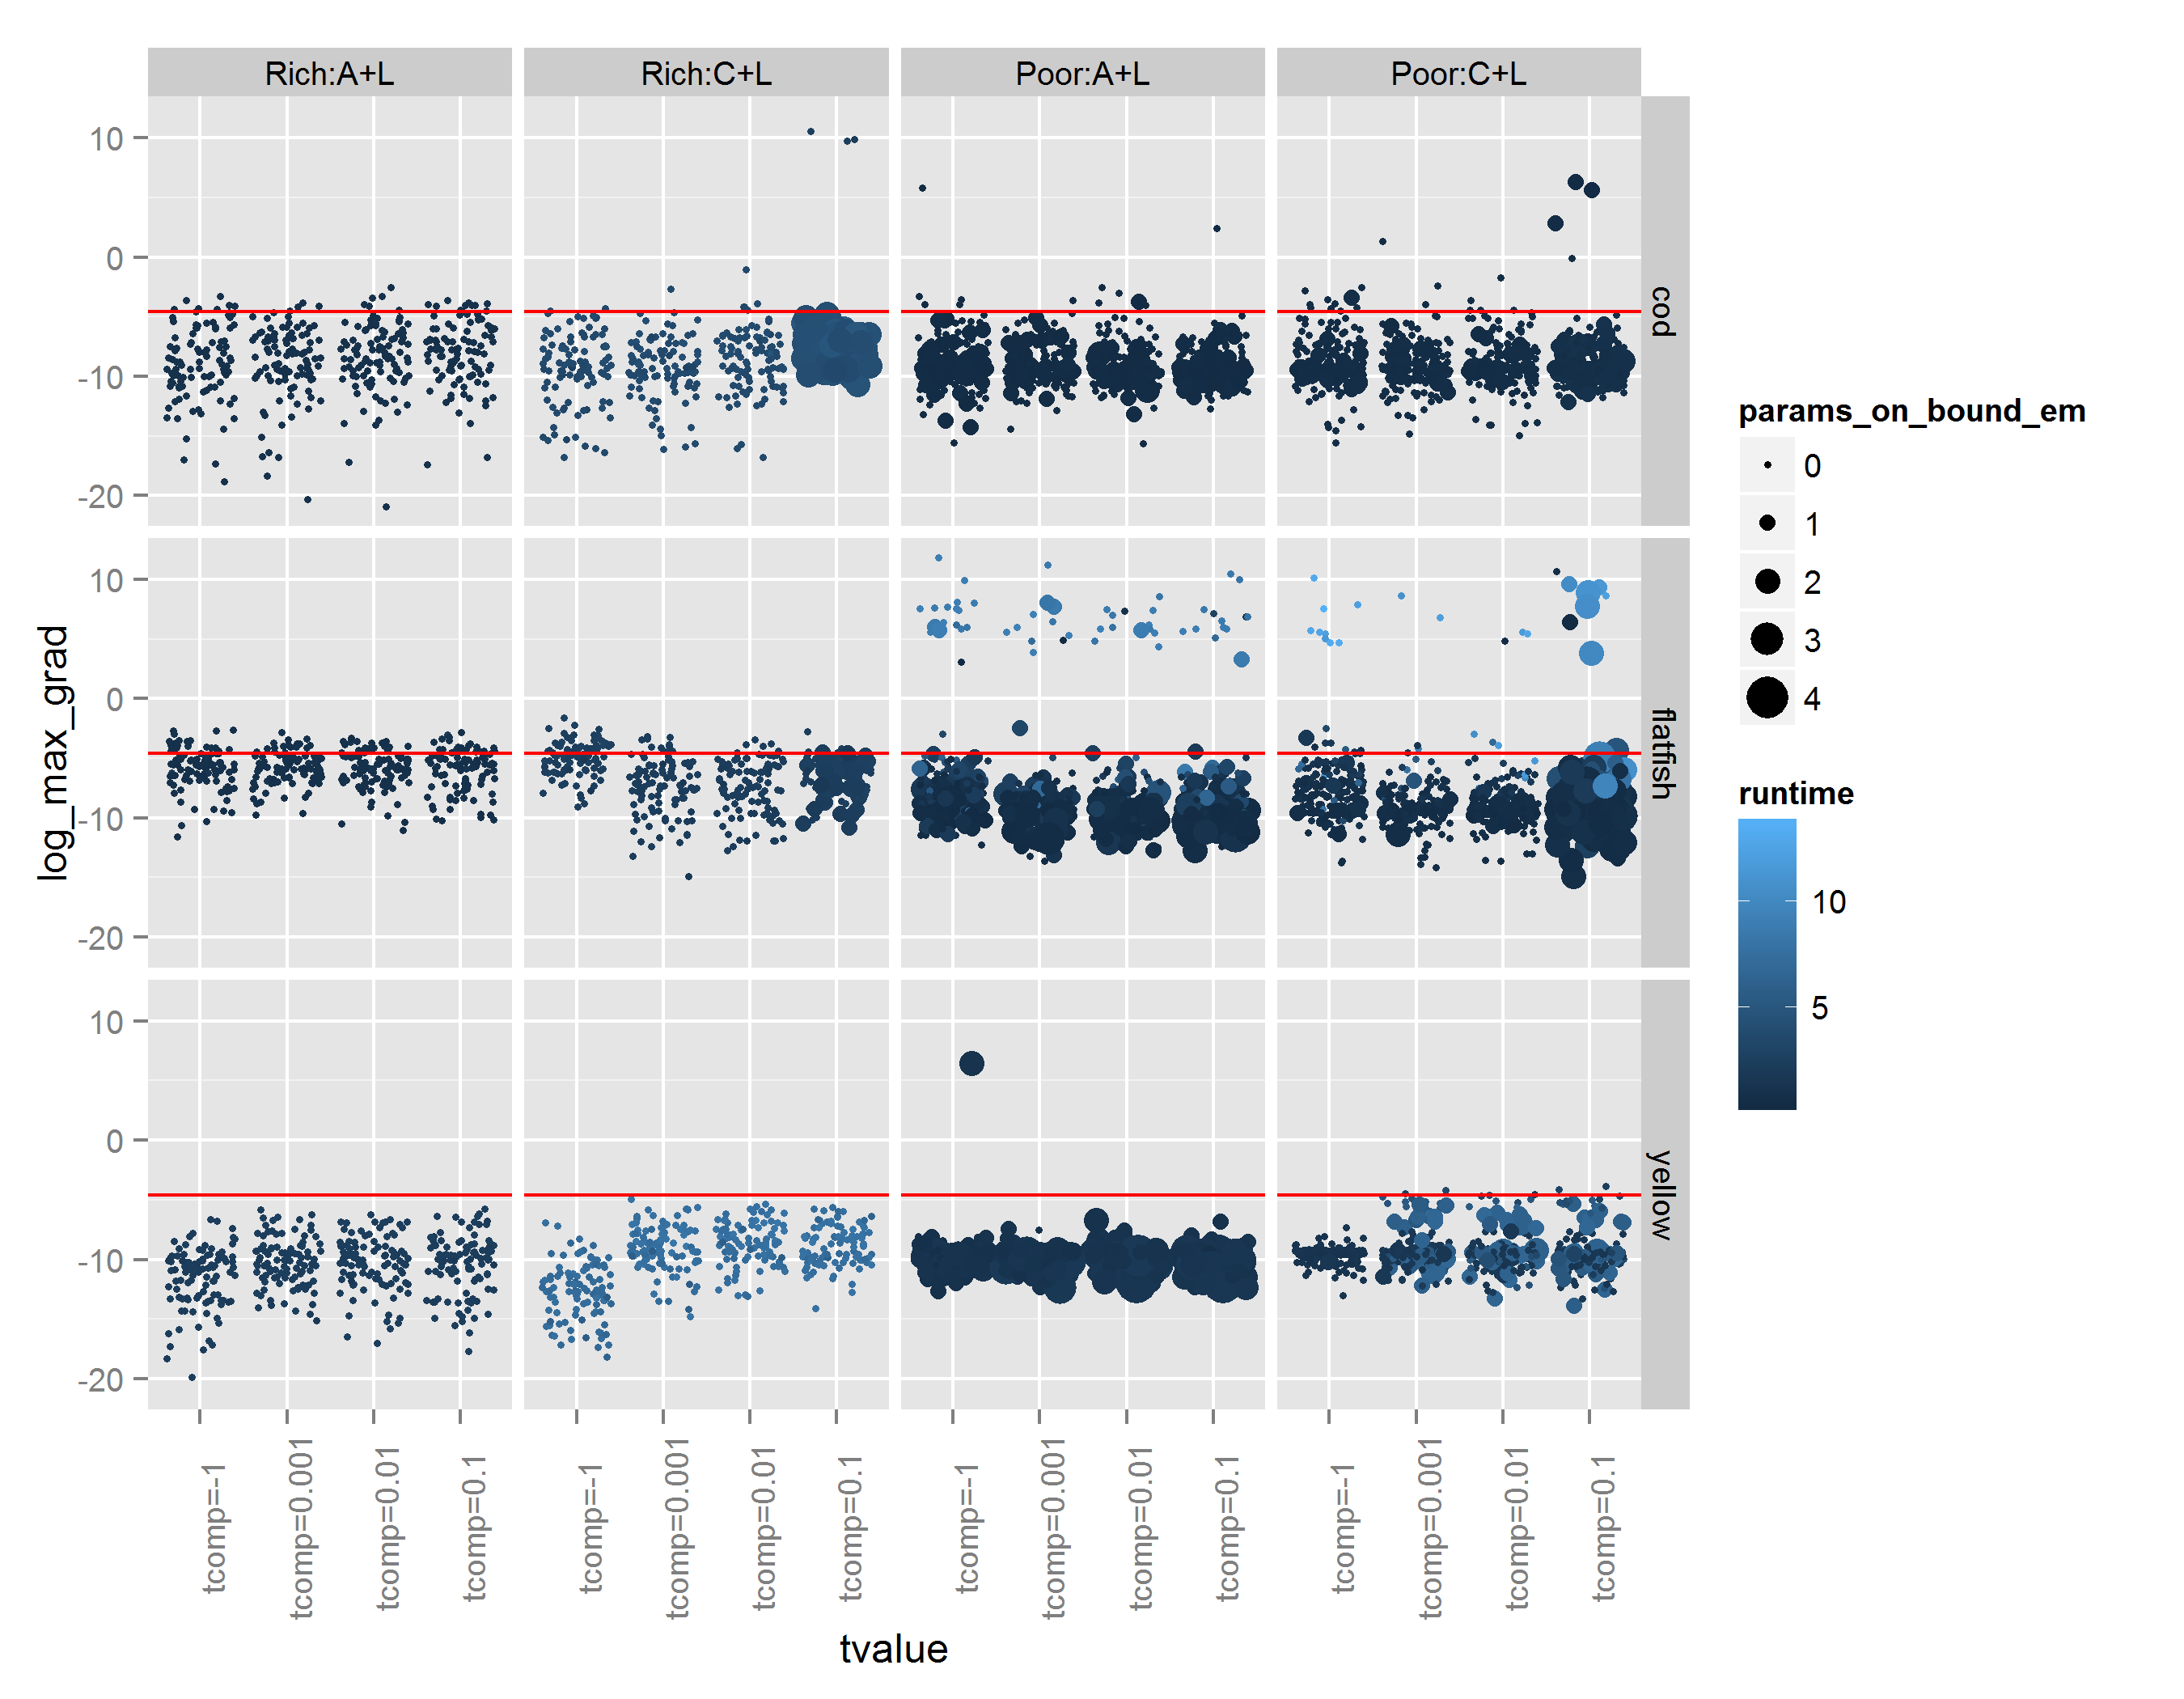 Rich:A+L
Rich:C+L
Poor:A+L
Poor:C+L
10
0
-10
-20
cod
10
0
-10
-20
flatfish
10
0
-10
-20
yellow
log_max_grad
tcomp=-1
tcomp=0.001
tcomp=0.01
tcomp=0.1
tcomp=-1
tcomp=0.001
tcomp=0.01
tcomp=0.1
tcomp=-1
tcomp=0.001
tcomp=0.01
tcomp=0.1
tcomp=-1
tcomp=0.001
tcomp=0.01
tcomp=0.1
tvalue
params_on_bound_em
0
1
2
3
4
runtime
10
5